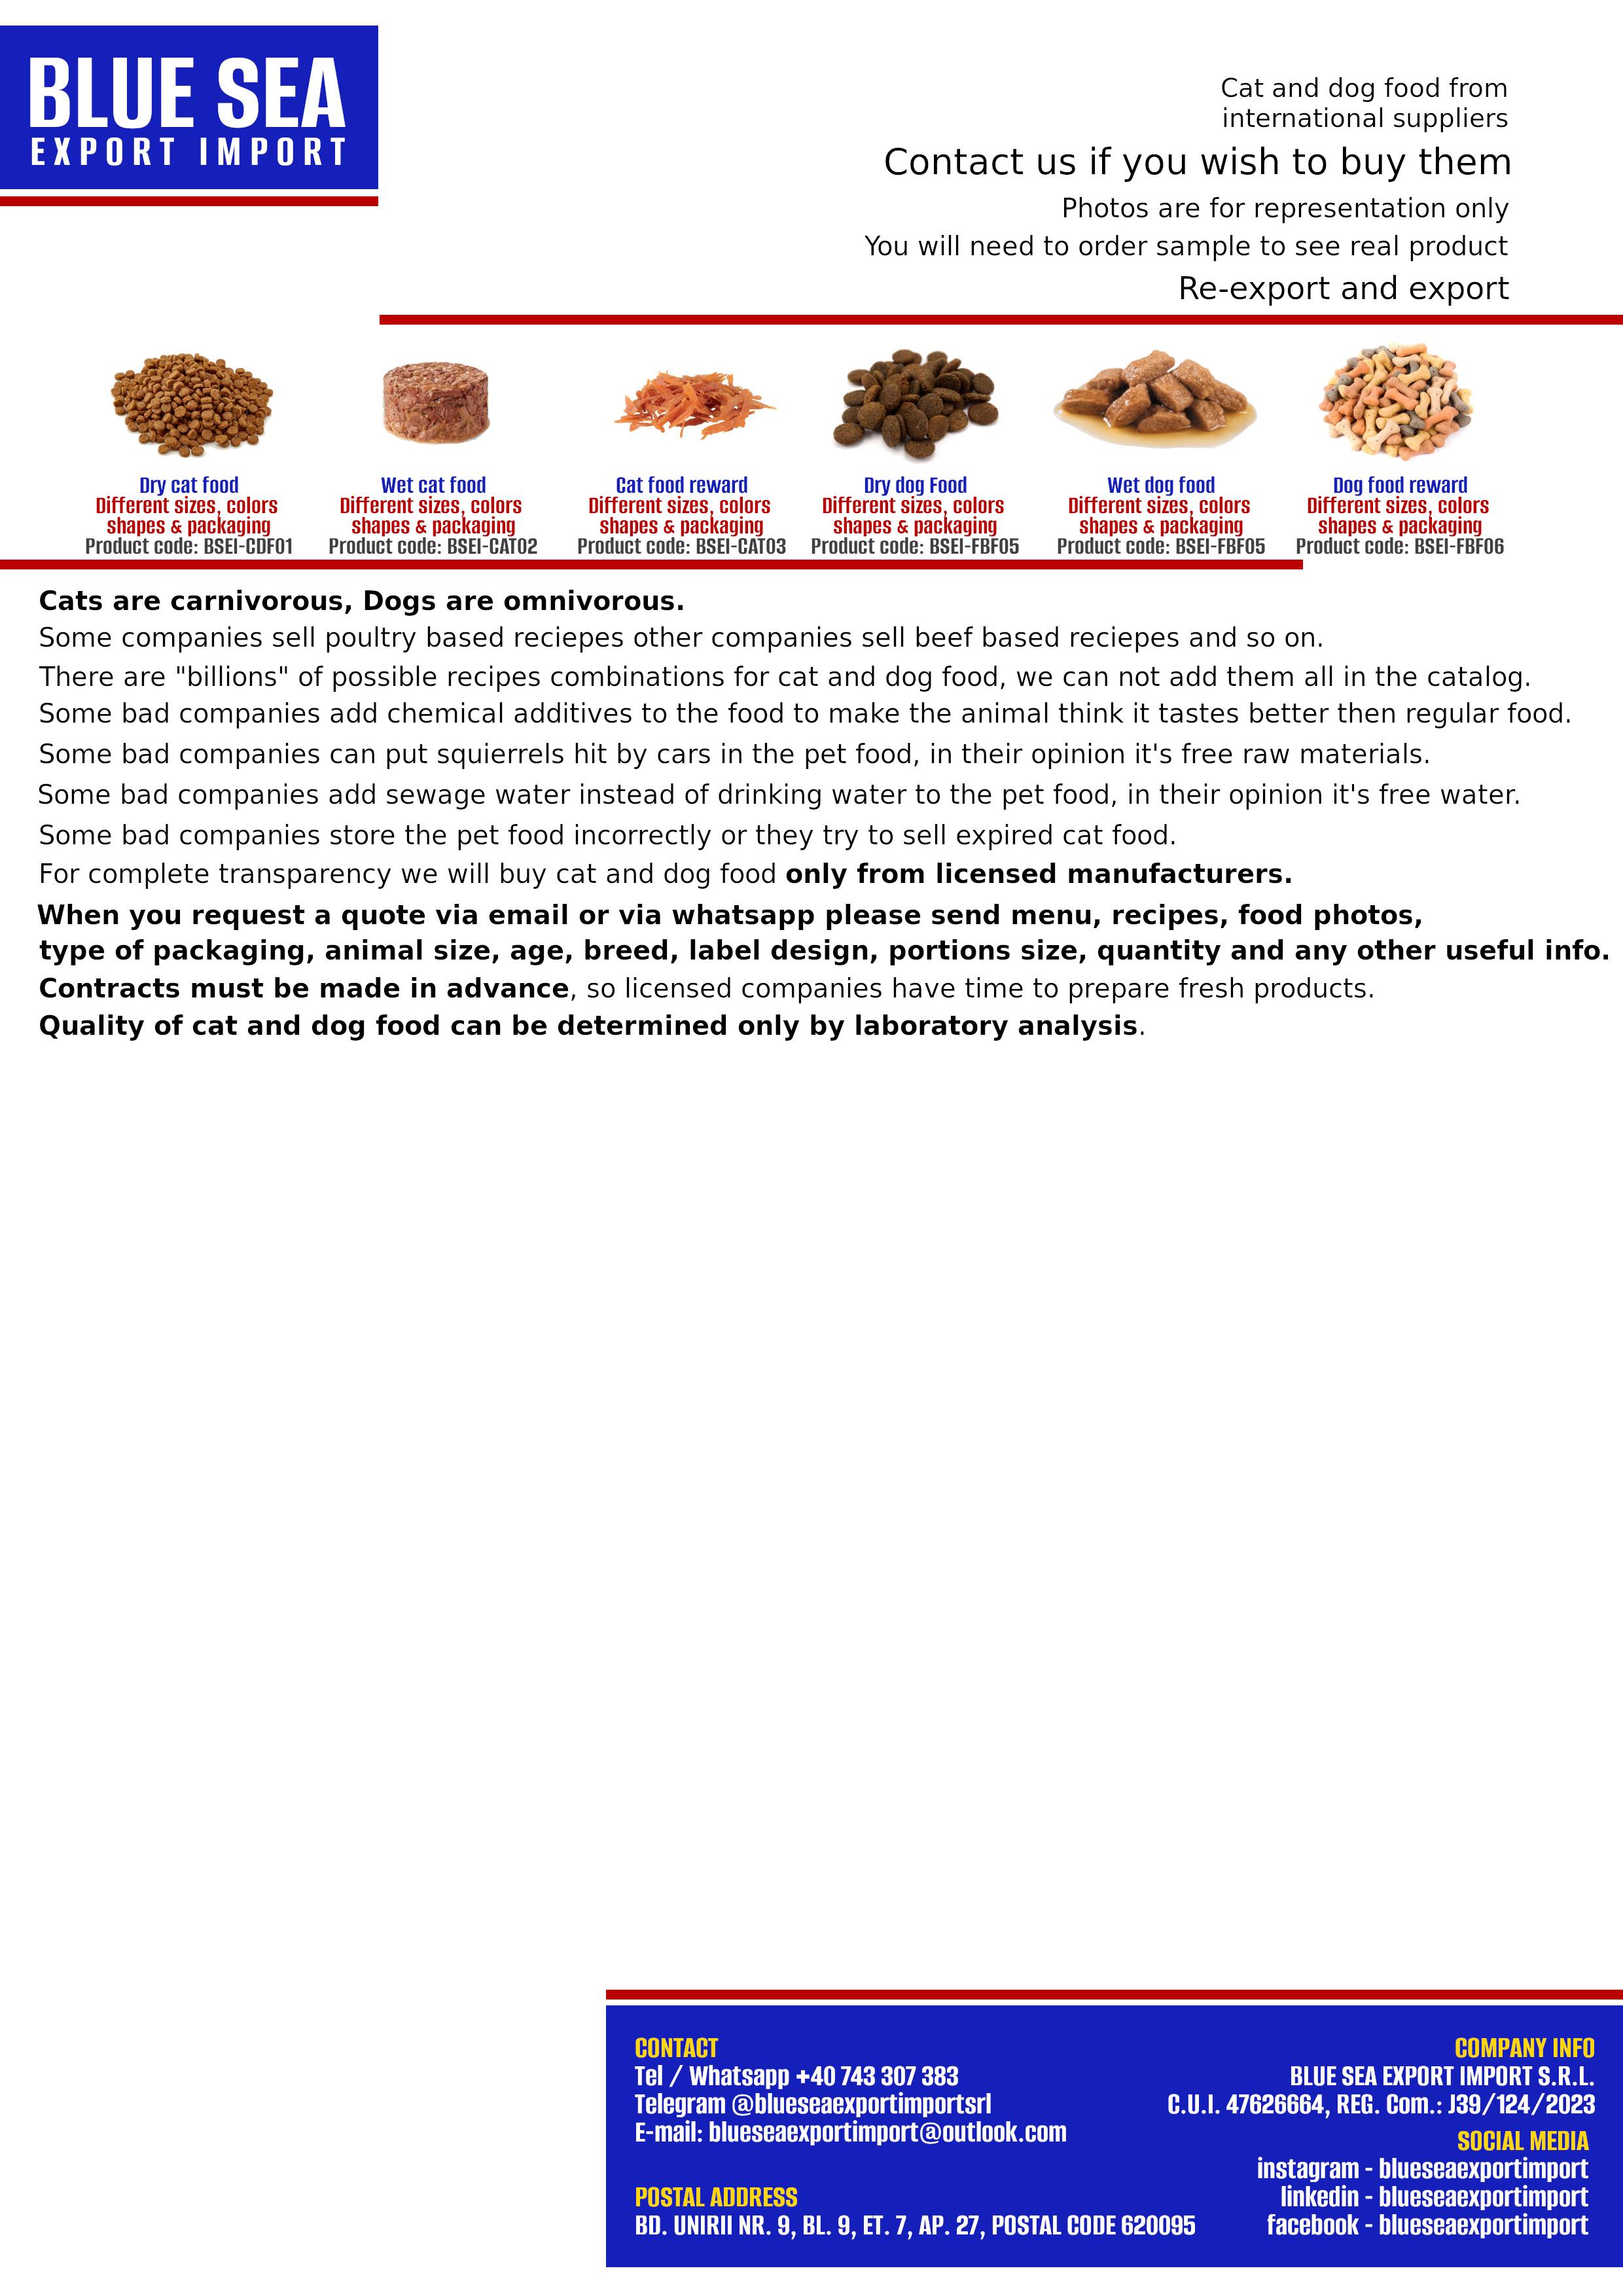 BLUE SEA
EXPORT IMPORT
Cat and dog food from
international suppliers
Contact us if you wish to buy them
Photos are for representation only
You will need to order sample to see real product
Re-export and export
Dry cat food
Different sizes, colors
shapes & packaging
Product code: BSEI-CDF01
Wet cat food
Different sizes, colors
shapes & packaging
Product code: BSEI-CAT02
Cat food reward
Different sizes, colors
shapes & packaging
Product code: BSEI-CAT03
Dry dog Food
Different sizes, colors
shapes & packaging
Product code: BSEI-FBF05
Wet dog food
Different sizes, colors
shapes & packaging
Product code: BSEI-FBF05
Dog food reward
Different sizes, colors
shapes & packaging
Product code: BSEI-FBF06
Cats are carnivorous, Dogs are omnivorous.
Some companies sell poultry based reciepes other companies sell beef based reciepes and so on.
There are "billions" of possible recipes combinations for cat and dog food, we can not add them all in the catalog.
Some bad companies add chemical additives to the food to make the animal think it tastes better then regular food.
Some bad companies can put squierrels hit by cars in the pet food, in their opinion it's free raw materials.
Some bad companies add sewage water instead of drinking water to the pet food, in their opinion it's free water.
Some bad companies store the pet food incorrectly or they try to sell expired cat food.
For complete transparency we will buy cat and dog food only from licensed manufacturers.
When you request a quote via email or via whatsapp please send menu, recipes, food photos,
type of packaging, animal size, age, breed, label design, portions size, quantity and any other useful info.
Contracts must be made in advance, so licensed companies have time to prepare fresh products.
Quality of cat and dog food can be determined only by laboratory analysis.
CONTACT
Tel / Whatsapp +40 743 307 383
Telegram @blueseaexportimportsrl
E-mail: blueseaexportimport@outlook.com
POSTAL ADDRESS
BD. UNIRII NR. 9, BL. 9, ET. 7, AP. 27, POSTAL CODE 620095
COMPANY INFO
BLUE SEA EXPORT IMPORT S.R.L.
C.U.I. 47626664, REG. Com.: J39/124/2023
SOCIAL MEDIA
instagram - blueseaexportimport
linkedin - blueseaexportimport
facebook - blueseaexportimport